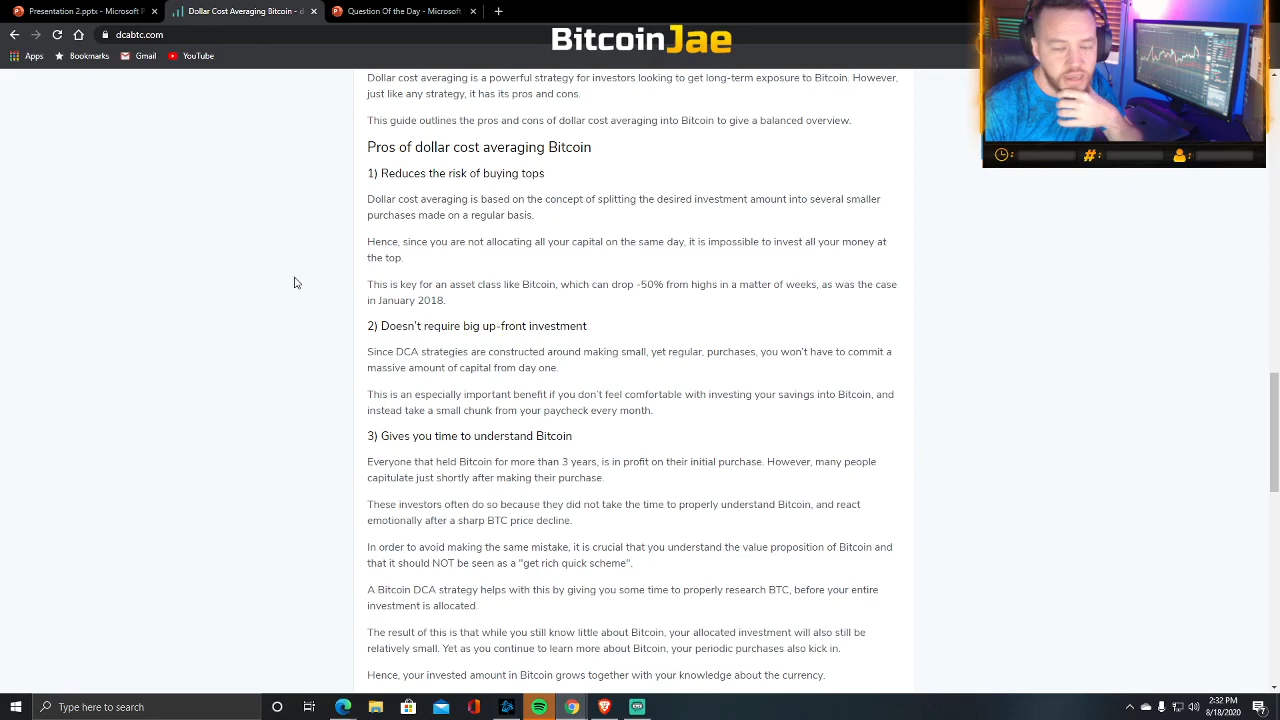 Presentation 2.pptx - Microsoft P
Dollar Cost Averaging Bitcoin -
Question Of the Day - Microsoft
.com
BitcoinJae
Apps
Bookmarks
Gmail
YouTube
Dollar cost averaging is a powerful strategy for investors looking to get long-term exposure to Bitcoin. However,
just like any strategy, it has its pros and cons.
This guide outlines the pros and cons of dollar cost averaging into Bitcoin to give a balanced overview.
Pros of dollar cost averaging Bitcoin
1) Reduces the risk of buying tops
Dollar cost averaging is based on the concept of splitting the desired investment amount into several smaller
purchases made on a regular basis.
Hence, since you are not allocating all your capital on the same day, it is impossible to invest all your money at
the top.
This is key for an asset class like Bitcoin, which can drop -50% from highs in a matter of weeks, as was the case
in January 2018.
2) Doesn't require big up-front investment
Since DCA strategies are constructed around making small, yet regular, purchases, you won't have to commit a
massive amount of capital from day one.
This is an especially important benefit if you don't feel comfortable with investing your savings into Bitcoin, and
instead take a small chunk from your paycheck every month.
3) Gives you time to understand Bitcoin
Everyone that held Bitcoin for more than 3 years, is in profit on their initial purchase. However, many people
capitulate just shortly after making their purchase.
These investors often do so because they did not take the time to properly understand Bitcoin, and react
emotionally after a sharp BTC price decline.
In order to avoid making the same mistake, it is crucial that you understand the value proposition of Bitcoin and
that it should NOT be seen as a "get rich quick scheme".
A Bitcoin DCA strategy helps with this by giving you some time to properly research BTC, before your entire
investment is allocated.
The result of this is that while you still know little about Bitcoin, your allocated investment will also still be
relatively small. Yet as you continue to learn more about Bitcoin, your periodic purchases also kick in.
Hence, your invested amount in Bitcoin grows together with your knowledge about the currency.
Type here to search
2:32 PM
8/18/2020